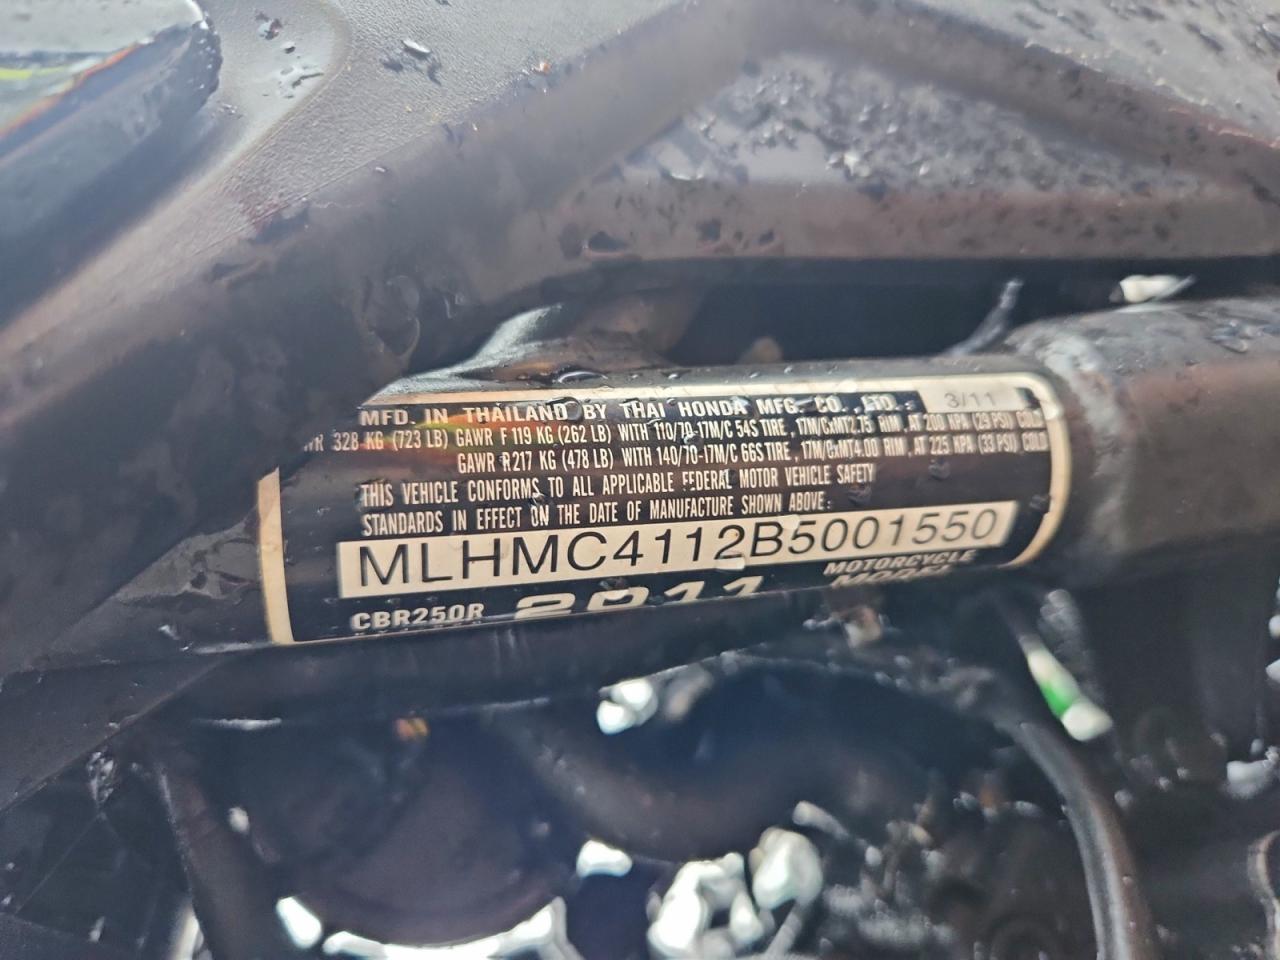 MFD. IN THAILAND BY THAI HONDA MFG. CO., LTD. 3/11
328 KG (723 LB) GAWR F 119 KG (262 LB) WITH 110/70-17M/C 54S TIRE, 17M/CxMT2.75 RIM, AT 200 KPA (29 PSI) COLD
GAWR R 217 KG (478 LB) WITH 140/70-17M/C 66S TIRE, 17M/CxMT4.00 RIM, AT 225 KPA (33 PSI) COLD
THIS VEHICLE CONFORMS TO ALL APPLICABLE FEDERAL MOTOR VEHICLE SAFETY
STANDARDS IN EFFECT ON THE DATE OF MANUFACTURE SHOWN ABOVE:
MLHMC4112B5001550
CBR250R 2011 MOTORCYCLE